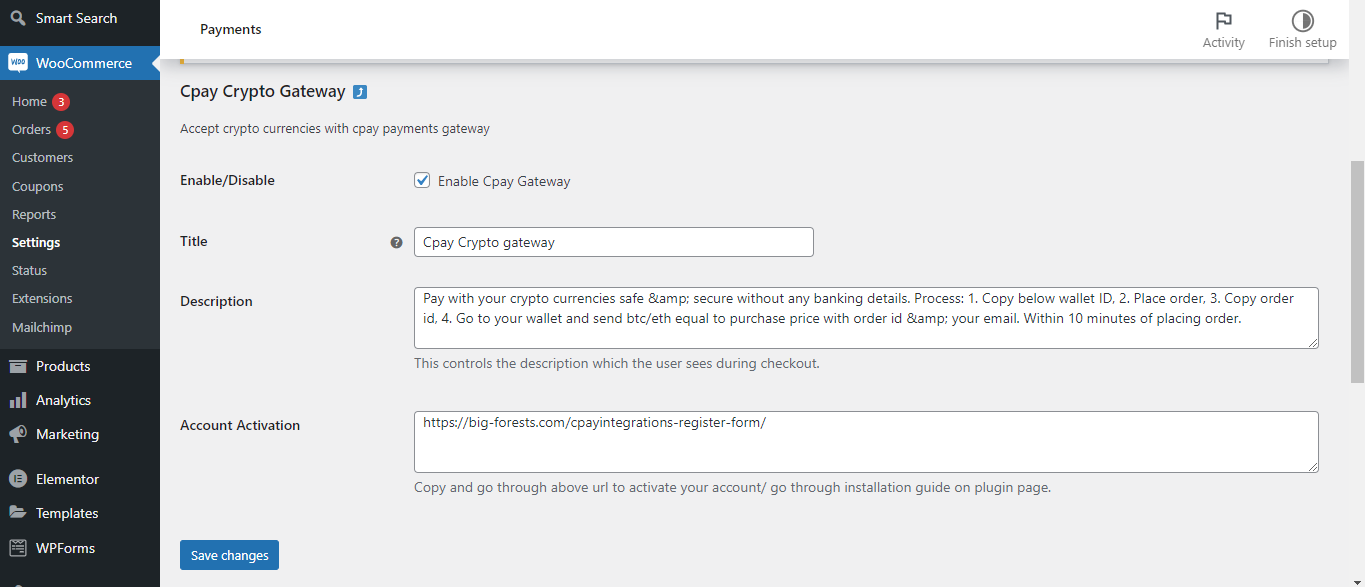 Smart Search
WooCommerce
Home 3
Orders 5
Customers
Coupons
Reports
Settings
Status
Extensions
Mailchimp
Products
Analytics
Marketing
Elementor
Templates
WPForms
Payments
Activity
Finish setup
Cpay Crypto Gateway
Accept crypto currencies with cpay payments gateway
Enable/Disable
Enable Cpay Gateway
Title
Cpay Crypto gateway
Description
Pay with your crypto currencies safe &amp; secure without any banking details. Process: 1. Copy below wallet ID, 2. Place order, 3. Copy order
id, 4. Go to your wallet and send btc/eth equal to purchase price with order id &amp; your email. Within 10 minutes of placing order.
This controls the description which the user sees during checkout.
Account Activation
https://big-forests.com/cpayintegrations-register-form/
Copy and go through above url to activate your account/ go through installation guide on plugin page.
Save changes